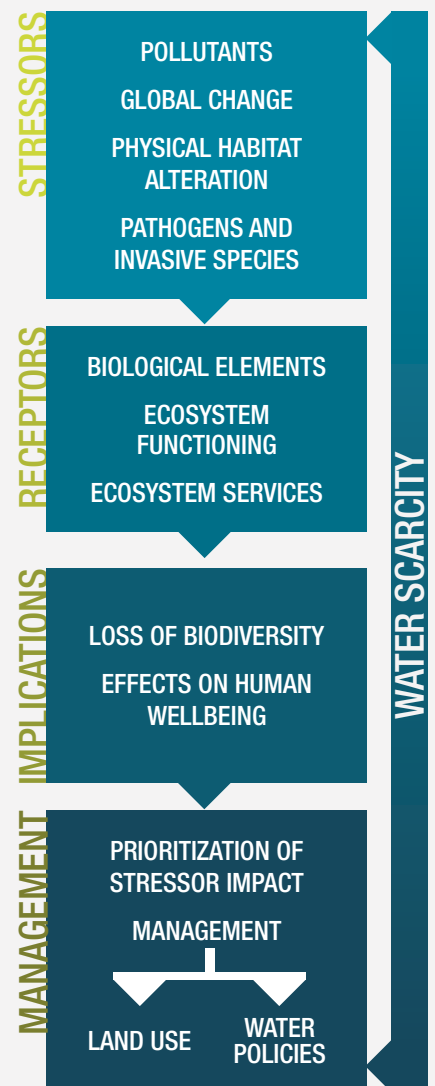 STRESSORS
POLLUTANTS
GLOBAL CHANGE
PHYSICAL HABITAT
ALTERATION
PATHOGENS AND
INVASIVE SPECIES
RECEPTORS
BIOLOGICAL ELEMENTS
ECOSYSTEM
FUNCTIONING
ECOSYSTEM SERVICES
IMPLICATIONS
LOSS OF BIODIVERSITY
EFFECTS ON HUMAN
WELLBEING
MANAGEMENT
PRIORITIZATION OF
STRESSOR IMPACT
MANAGEMENT
LAND USE
WATER
POLICIES
WATER SCARCITY